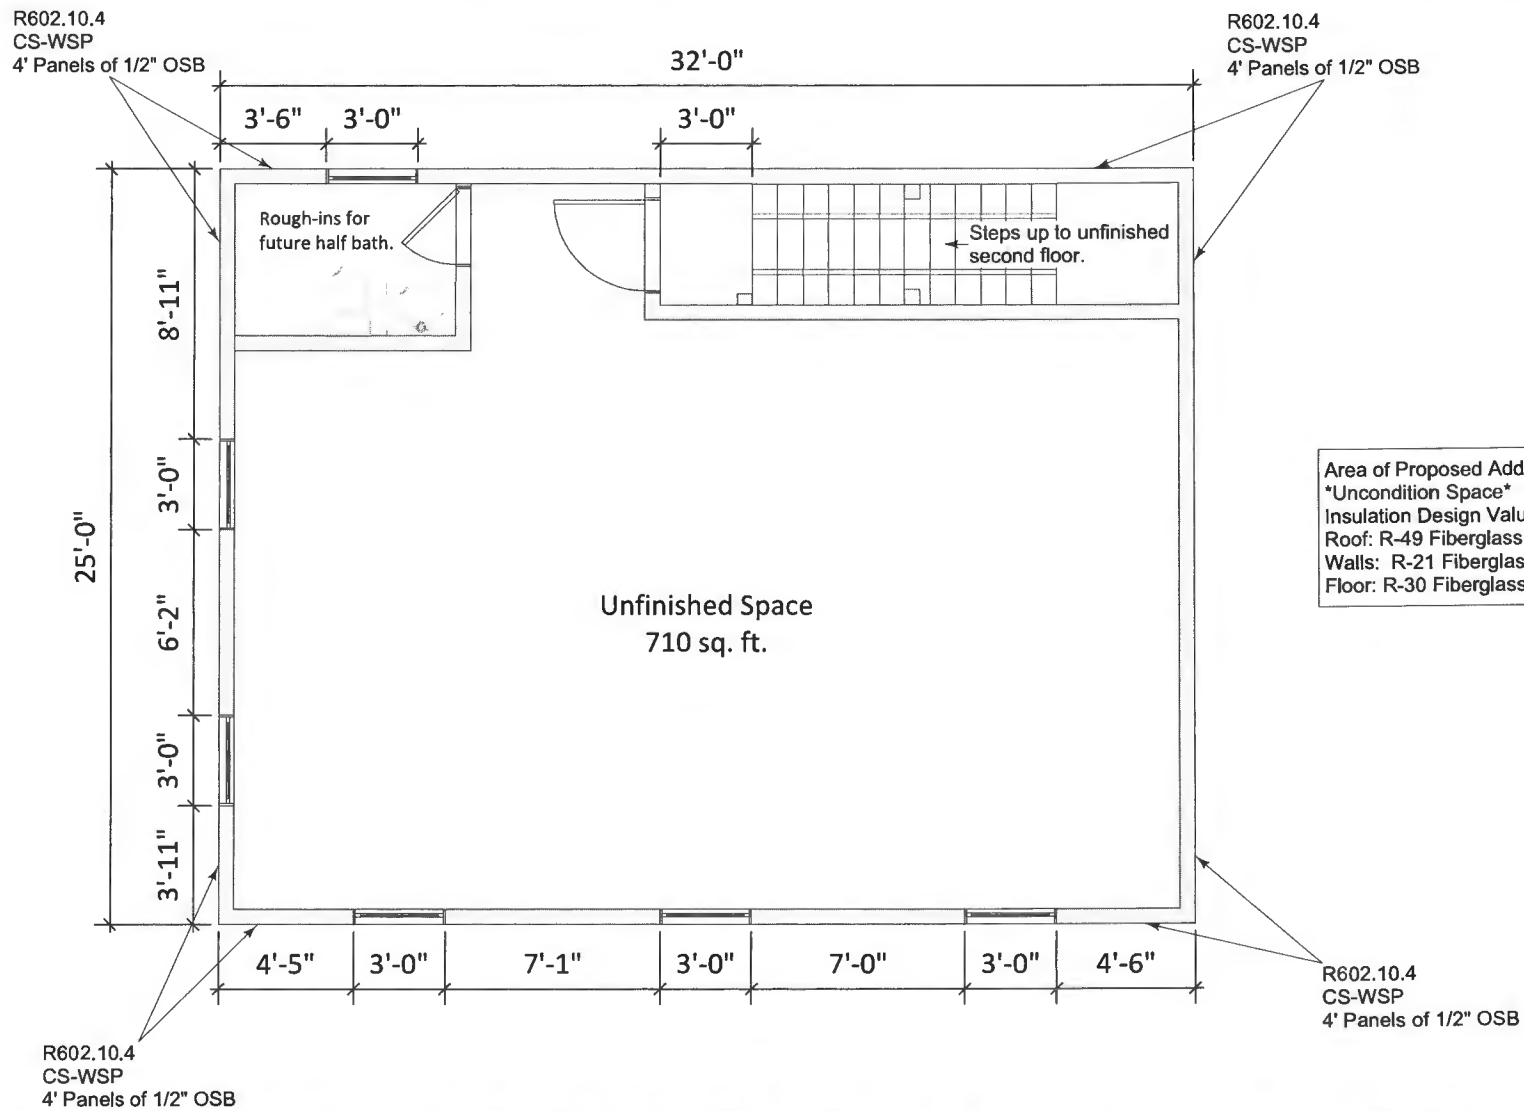 R602.10.4
CS-WSP
4' Panels of 1/2" OSB
R602.10.4
CS-WSP
4' Panels of 1/2" OSB
32'-0"
3'-6"
3'-0"
3'-0"
Rough-ins for
future half bath.
Steps up to unfinished
second floor.
8'-11"
3'-0"
25'-0"
6'-2"
3'-0"
3'-11"
Unfinished Space
710 sq. ft.
Area of Proposed Add
*Uncondition Space*
Insulation Design Valu
Roof: R-49 Fiberglass
Walls: R-21 Fiberglas
Floor: R-30 Fiberglass
4'-5"
3'-0"
7'-1"
3'-0"
7'-0"
3'-0"
4'-6"
R602.10.4
CS-WSP
4' Panels of 1/2" OSB
R602.10.4
CS-WSP
4' Panels of 1/2" OSB